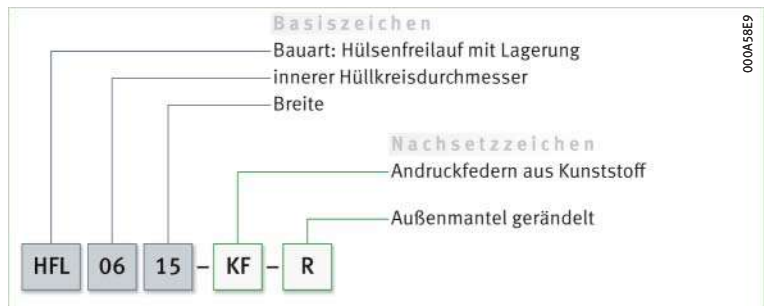 Basiszeichen
Bauart: Hülsenfreilauf mit Lagerung
innerer Hüllkreisdurchmesser
Breite
Nachsetzzeichen
Andruckfedern aus Kunststoff
Außenmantel gerändelt
HFL 06 15 – KF – R
000A58E9